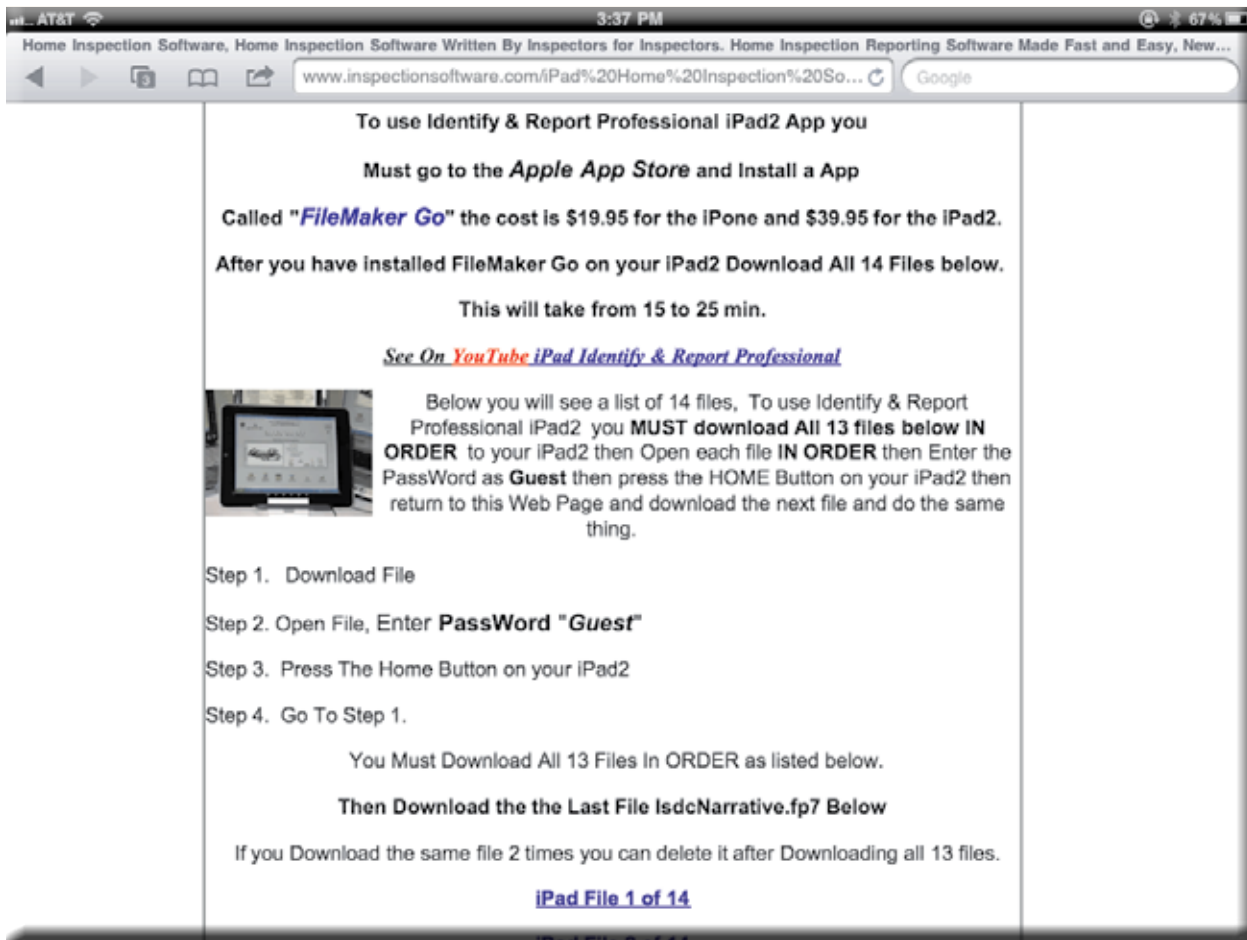 AT&T 3:37 PM 67%
Home Inspection Software, Home Inspection Software Written By Inspectors for Inspectors. Home Inspection Reporting Software Made Fast and Easy, New...
www.inspectionsoftware.com/iPad%20Home%20Inspection%20So... Google
To use Identify & Report Professional iPad2 App you
Must go to the Apple App Store and Install a App
Called "FileMaker Go" the cost is $19.95 for the iPone and $39.95 for the iPad2.
After you have installed FileMaker Go on your iPad2 Download All 14 Files below.
This will take from 15 to 25 min.
See On YouTube iPad Identify & Report Professional
Below you will see a list of 14 files, To use Identify & Report
Professional iPad2 you MUST download All 13 files below IN
ORDER to your iPad2 then Open each file IN ORDER then Enter the
PassWord as Guest then press the HOME Button on your iPad2 then
return to this Web Page and download the next file and do the same
thing.
Step 1. Download File
Step 2. Open File, Enter PassWord "Guest"
Step 3. Press The Home Button on your iPad2
Step 4. Go To Step 1.
You Must Download All 13 Files In ORDER as listed below.
Then Download the the Last File IsdcNarrative.fp7 Below
If you Download the same file 2 times you can delete it after Downloading all 13 files.
iPad File 1 of 14